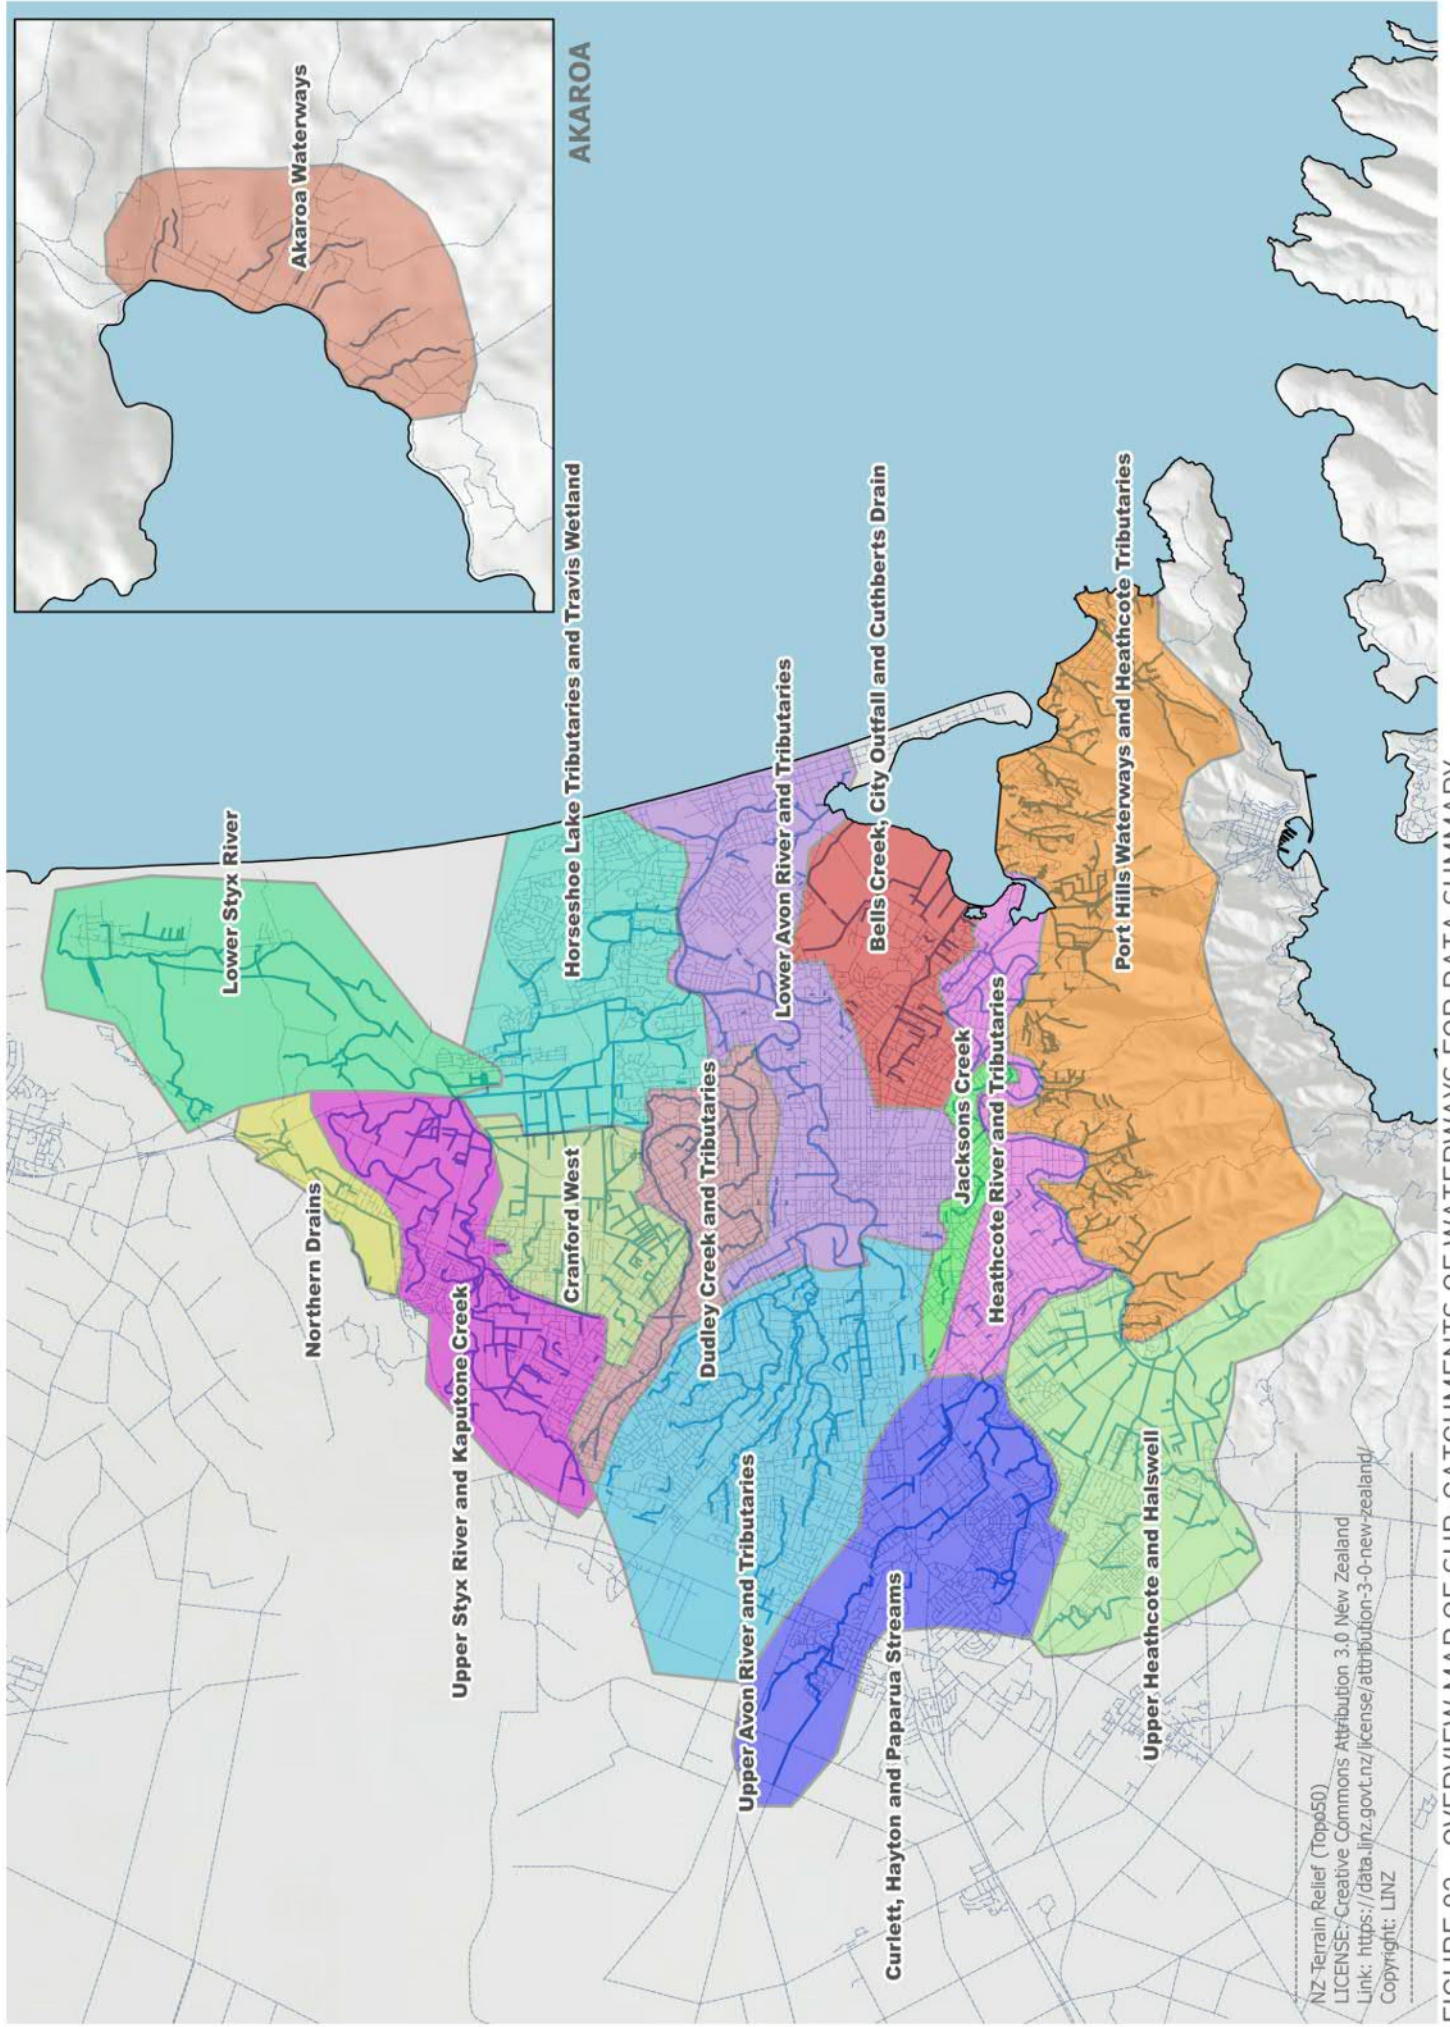 AKAROA
Akaroa Waterways
Lower Styx River
Northern Drains
Horseshoe Lake Tributaries and Travis Wetland
Upper Styx River and Kaputone Creek
Cranford West
Dudley Creek and Tributaries
Lower Avon River and Tributaries
Upper Avon River and Tributaries
Bells Creek, City Outfall and Cuthberts Drain
Curlett, Hayton and Paparua Streams
Jacksons Creek
Heathcote River and Tributaries
Port Hills Waterways and Heathcote Tributaries
Upper Heathcote and Halswell
NZ Terrain Relief (Topo50)
LICENSE: Creative Commons Attribution 3.0 New Zealand
Link: https://data.linz.govt.nz/license/attribution-3-0-new-zealand/
Copyright: LINZ